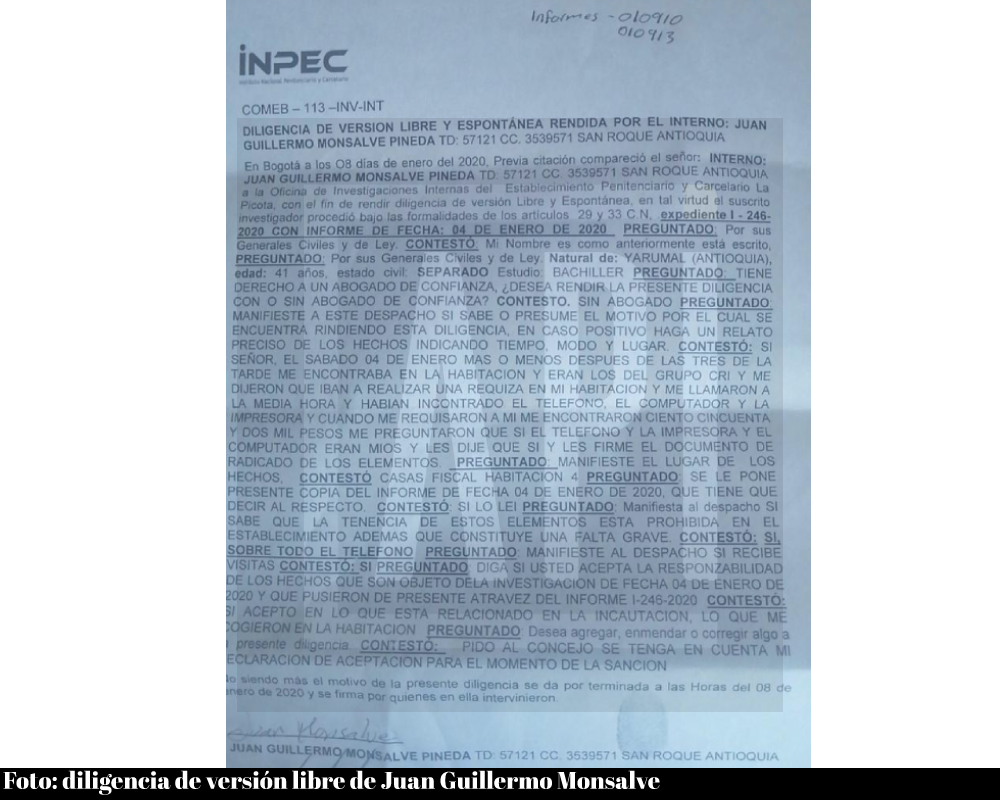 Informes - 010910
010913
INPEC
Instituto Nacional Penitenciario y Carcelario
COMEB – 113 –INV-INT
DILIGENCIA DE VERSION LIBRE Y ESPONTÁNEA RENDIDA POR EL INTERNO: JUAN
GUILLERMO MONSALVE PINEDA TD: 57121 CC. 3539571 SAN ROQUE ANTIOQUIA
En Bogotá a los O8 días de enero del 2020, Previa citación compareció el señor: INTERNO:
JUAN GUILLERMO MONSALVE PINEDA TD: 57121 CC. 3539571 SAN ROQUE ANTIOQUIA
a la Oficina de Investigaciones Internas del Establecimiento Penitenciario y Carcelario La
Picota, con el fin de rendir diligencia de versión Libre y Espontánea, en tal virtud el suscrito
investigador procedió bajo las formalidades de los articulos 29 y 33 C.N. expediente I - 246-
2020 CON INFORME DE FECHA: 04 DE ENERO DE 2020 PREGUNTADO: Por sus
Generales Civiles y de Ley. CONTESTÓ: Mi Nombre es como anteriormente está escrito,
PREGUNTADO: Por sus Generales Civiles y de Ley. Natural de: YARUMAL (ANTIOQUIA),
edad: 41 años, estado civil: SEPARADO Estudio: BACHILLER PREGUNTADO: TIENE
DERECHO A UN ABOGADO DE CONFIANZA, ¿DESEA RENDIR LA PRESENTE DILIGENCIA
CON O SIN ABOGADO DE CONFIANZA? CONTESTO. SIN ABOGADO PREGUNTADO:
MANIFIESTE A ESTE DESPACHO SI SABE O PRESUME EL MOTIVO POR EL CUAL SE
ENCUENTRA RINDIENDO ESTA DILIGENCIA, EN CASO POSITIVO HAGA UN RELATO
PRECISO DE LOS HECHOS INDICANDO TIEMPO, MODO Y LUGAR. CONTESTÓ: SI
SEÑOR, EL SABADO 04 DE ENERO MAS O MENOS DESPUES DE LAS TRES DE LA
TARDE ME ENCONTRABA EN LA HABITACION Y ERAN LOS DEL GRUPO CRI Y ME
DIJERON QUE IBAN A REALIZAR UNA REQUIZA EN MI HABITACION Y ME LLAMARON A
LA MEDIA HORA Y HABIAN INCONTRADO EL TELEFONO, EL COMPUTADOR Y LA
IMPRESORA Y CUANDO ME REQUISARON A MI ME ENCONTRARON CIENTO CINCUENTA
Y DOS MIL PESOS ME PREGUNTARON QUE SI EL TELEFONO Y LA IMPRESORA Y EL
COMPUTADOR ERAN MIOS Y LES DIJE QUE SI Y LES FIRME EL DOCUMENTO DE
RADICADO DE LOS ELEMENTOS. PREGUNTADO: MANIFIESTE EL LUGAR DE LOS
HECHOS, CONTESTÓ CASAS FISCAL HABITACION 4 PREGUNTADO: SE LE PONE
PRESENTE COPIA DEL INFORME DE FECHA 04 DE ENERO DE 2020, QUE TIENE QUE
DECIR AL RESPECTO. CONTESTÓ: SI LO LEI PREGUNTADO: Manifiesta al despacho SI
SABE QUE LA TENENCIA DE ESTOS ELEMENTOS ESTA PROHIBIDA EN EL
ESTABLECIMIENTO ADEMAS QUE CONSTITUYE UNA FALTA GRAVE. CONTESTÓ: SI,
SOBRE TODO EL TELEFONO PREGUNTADO: MANIFIESTE AL DESPACHO SI RECIBE
VISITAS CONTESTÓ: SI PREGUNTADO DIGA SI USTED ACEPTA LA RESPONZABILIDAD
DE LOS HECHOS QUE SON OBJETO DELA INVESTIGACIÓN DE FECHA 04 DE ENERO DE
2020 Y QUE PUSIERON DE PRESENTE ATRAVEZ DEL INFORME I-246-2020 CONTESTÓ:
SI ACEPTO EN LO QUE ESTA RELACIONADO EN LA INCAUTACION, LO QUE ME
COGIERON EN LA HABITACION PREGUNTADO: Desea agregar, enmendar o corregir algo a
presente diligencia. CONTESTÓ: PIDO AL CONCEJO SE TENGA EN CUENTA MI
ECLARACION DE ACEPTACION PARA EL MOMENTO DE LA SANCION
No siendo más el motivo de la presente diligencia se da por terminada a las Horas del 08 de
enero de 2020 y se firma por quienes en ella intervinieron.
Juan Monsalve
JUAN GUILLERMO MONSALVE PINEDA TD: 57121 CC. 3539571 SAN ROQUE ANTIOQUIA
Foto: diligencia de versión libre de Juan Guillermo Monsalve